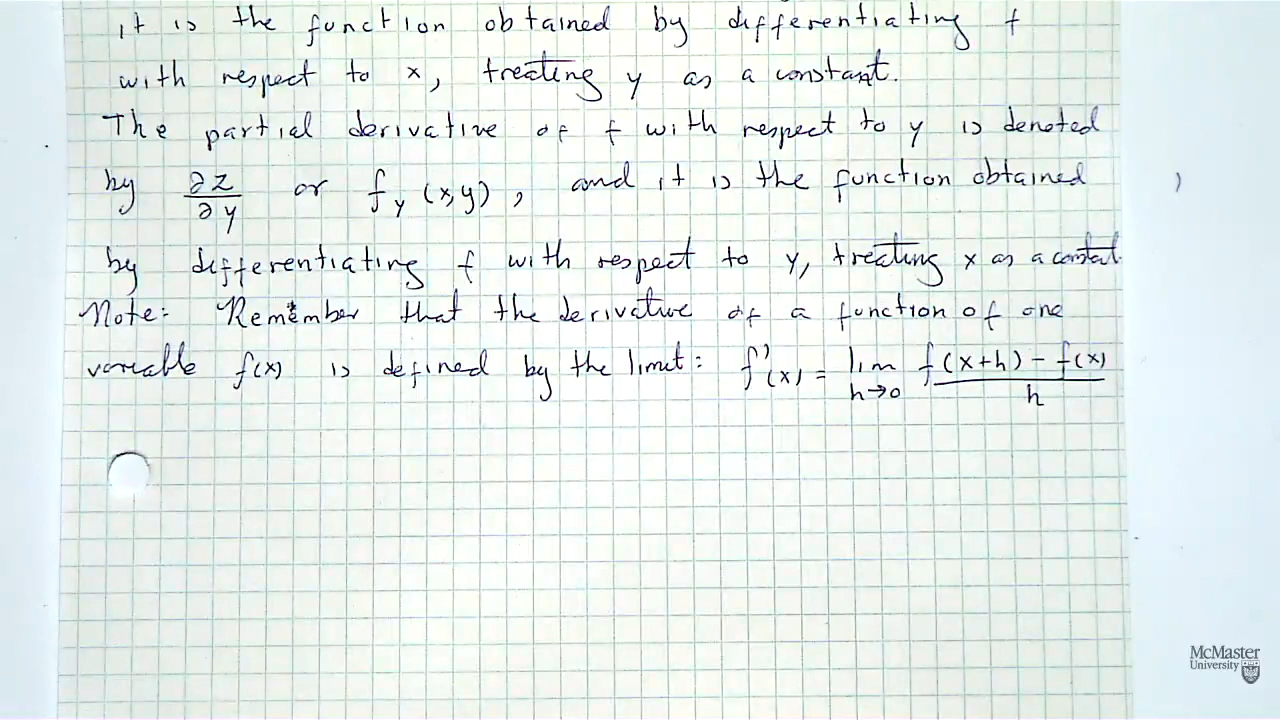 it is the function obtained by differentiating f
with respect to x, treating y as a constant.
The partial derivative of f with respect to y is denoted
by ∂z/∂y or f_y (x,y), and it is the function obtained
by differentiating f with respect to y, treating x as a constant.
Note: Remember that the derivative of a function of one
variable f(x) is defined by the limit: f'(x) = lim_{h→0} (f(x+h) - f(x))/h
McMaster
University